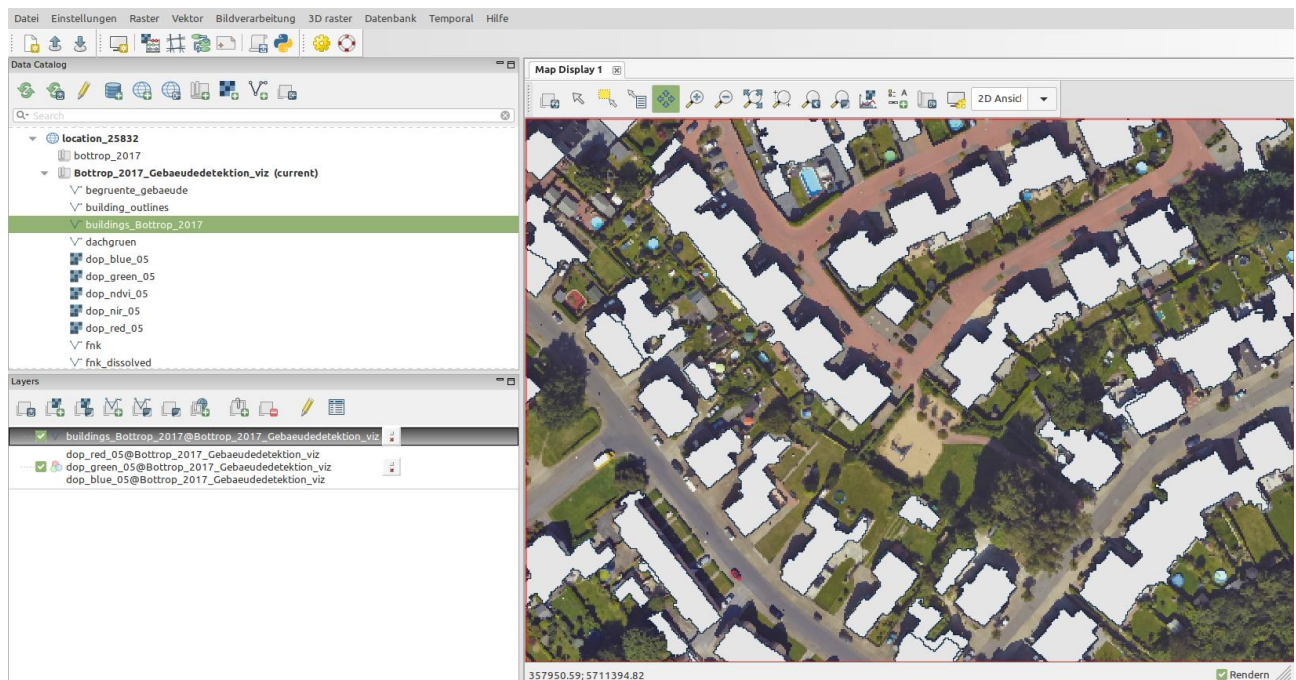 Datei Einstellungen Raster Vektor Bildverarbeitung 3D raster Datenbank Temporal Hilfe
Data Catalog
Search
location_25832
bottrop_2017
Bottrop_2017_Gebaeudedetektion_viz (current)
begruente_gebaeude
building_outlines
buildings_Bottrop_2017
dachgruen
dop_blue_05
dop_green_05
dop_ndvi_05
dop_nir_05
dop_red_05
fnk
fnk_dissolved
Layers
buildings_Bottrop_2017@Bottrop_2017_Gebaeudedetektion_viz
dop_red_05@Bottrop_2017_Gebaeudedetektion_viz
dop_green_05@Bottrop_2017_Gebaeudedetektion_viz
dop_blue_05@Bottrop_2017_Gebaeudedetektion_viz
Map Display 1
2D Ansicl
357950.59; 5711394.82
Rendern